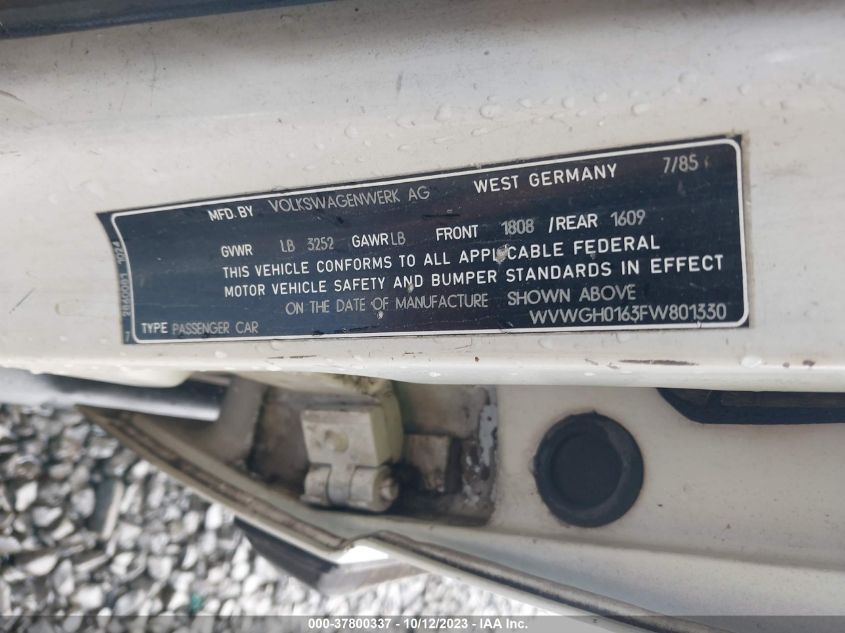 MFD. BY VOLKSWAGENWERK AG WEST GERMANY 7/85
GVWR LB 3252 GAWR LB FRONT 1808 /REAR 1609
THIS VEHICLE CONFORMS TO ALL APPLICABLE FEDERAL
MOTOR VEHICLE SAFETY AND BUMPER STANDARDS IN EFFECT
ON THE DATE OF MANUFACTURE SHOWN ABOVE
TYPE PASSENGER CAR WVWGH0163FW801330
000-37800337 - 10/12/2023 - IAA Inc.